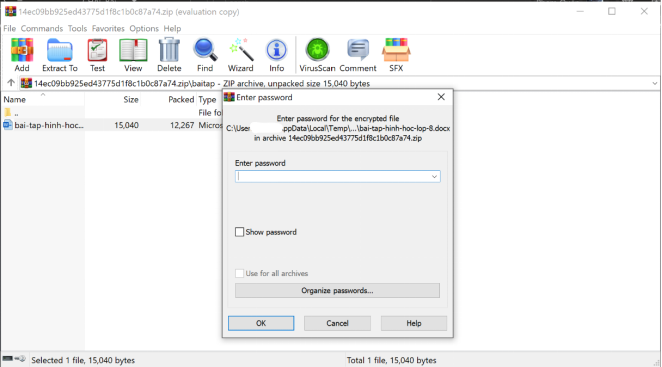 14ec09bb925ed43775d1f8c1b0c87a74.zip (evaluation copy)
File Commands Tools Favorites Options Help
Add Extract To Test View Delete Find Wizard Info VirusScan Comment SFX
14ec09bb925ed43775d1f8c1b0c87a74.zip\baitap - ZIP archive, unpacked size 15,040 bytes
Name Size Packed Type
.. File fo
bai-tap-hinh-hoc... 15,040 12,267 Micros
Enter password
Enter password for the encrypted file
C:\User .ppData\Local\Temp\...\bai-tap-hinh-hoc-lop-8.docx
in archive 14ec09bb925ed43775d1f8c1b0c87a74.zip
Enter password
Show password
Use for all archives
Organize passwords...
OK Cancel Help
Selected 1 file, 15,040 bytes Total 1 file, 15,040 bytes